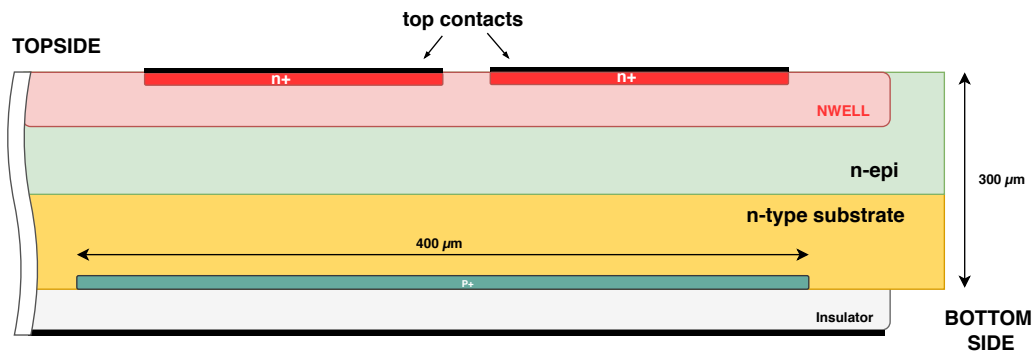 top contacts
TOPSIDE
n+
n+
NWELL
n-epi
300 µm
n-type substrate
400 µm
P+
Insulator
BOTTOM
SIDE